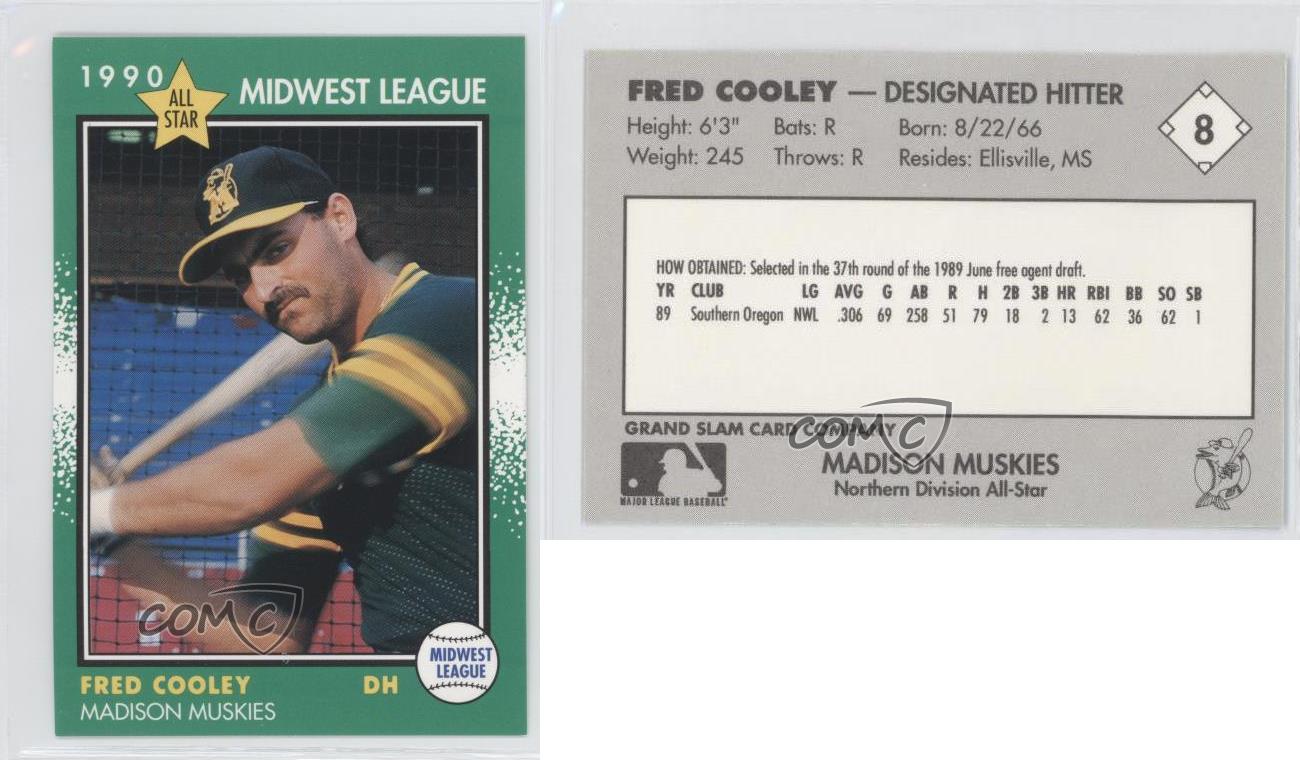 1990
ALL
STAR
MIDWEST LEAGUE
M
COMC
MIDWEST
LEAGUE
FRED COOLEY DH
MADISON MUSKIES
FRED COOLEY — DESIGNATED HITTER
Height: 6'3" Bats: R Born: 8/22/66
Weight: 245 Throws: R Resides: Ellisville, MS
8
HOW OBTAINED: Selected in the 37th round of the 1989 June free agent draft.
YR CLUB LG AVG G AB R H 2B 3B HR RBI BB SO SB
89 Southern Oregon NWL .306 69 258 51 79 18 2 13 62 36 62 1
GRAND SLAM CARD COMPANY
COMC
MAJOR LEAGUE BASEBALL
MADISON MUSKIES
Northern Division All-Star